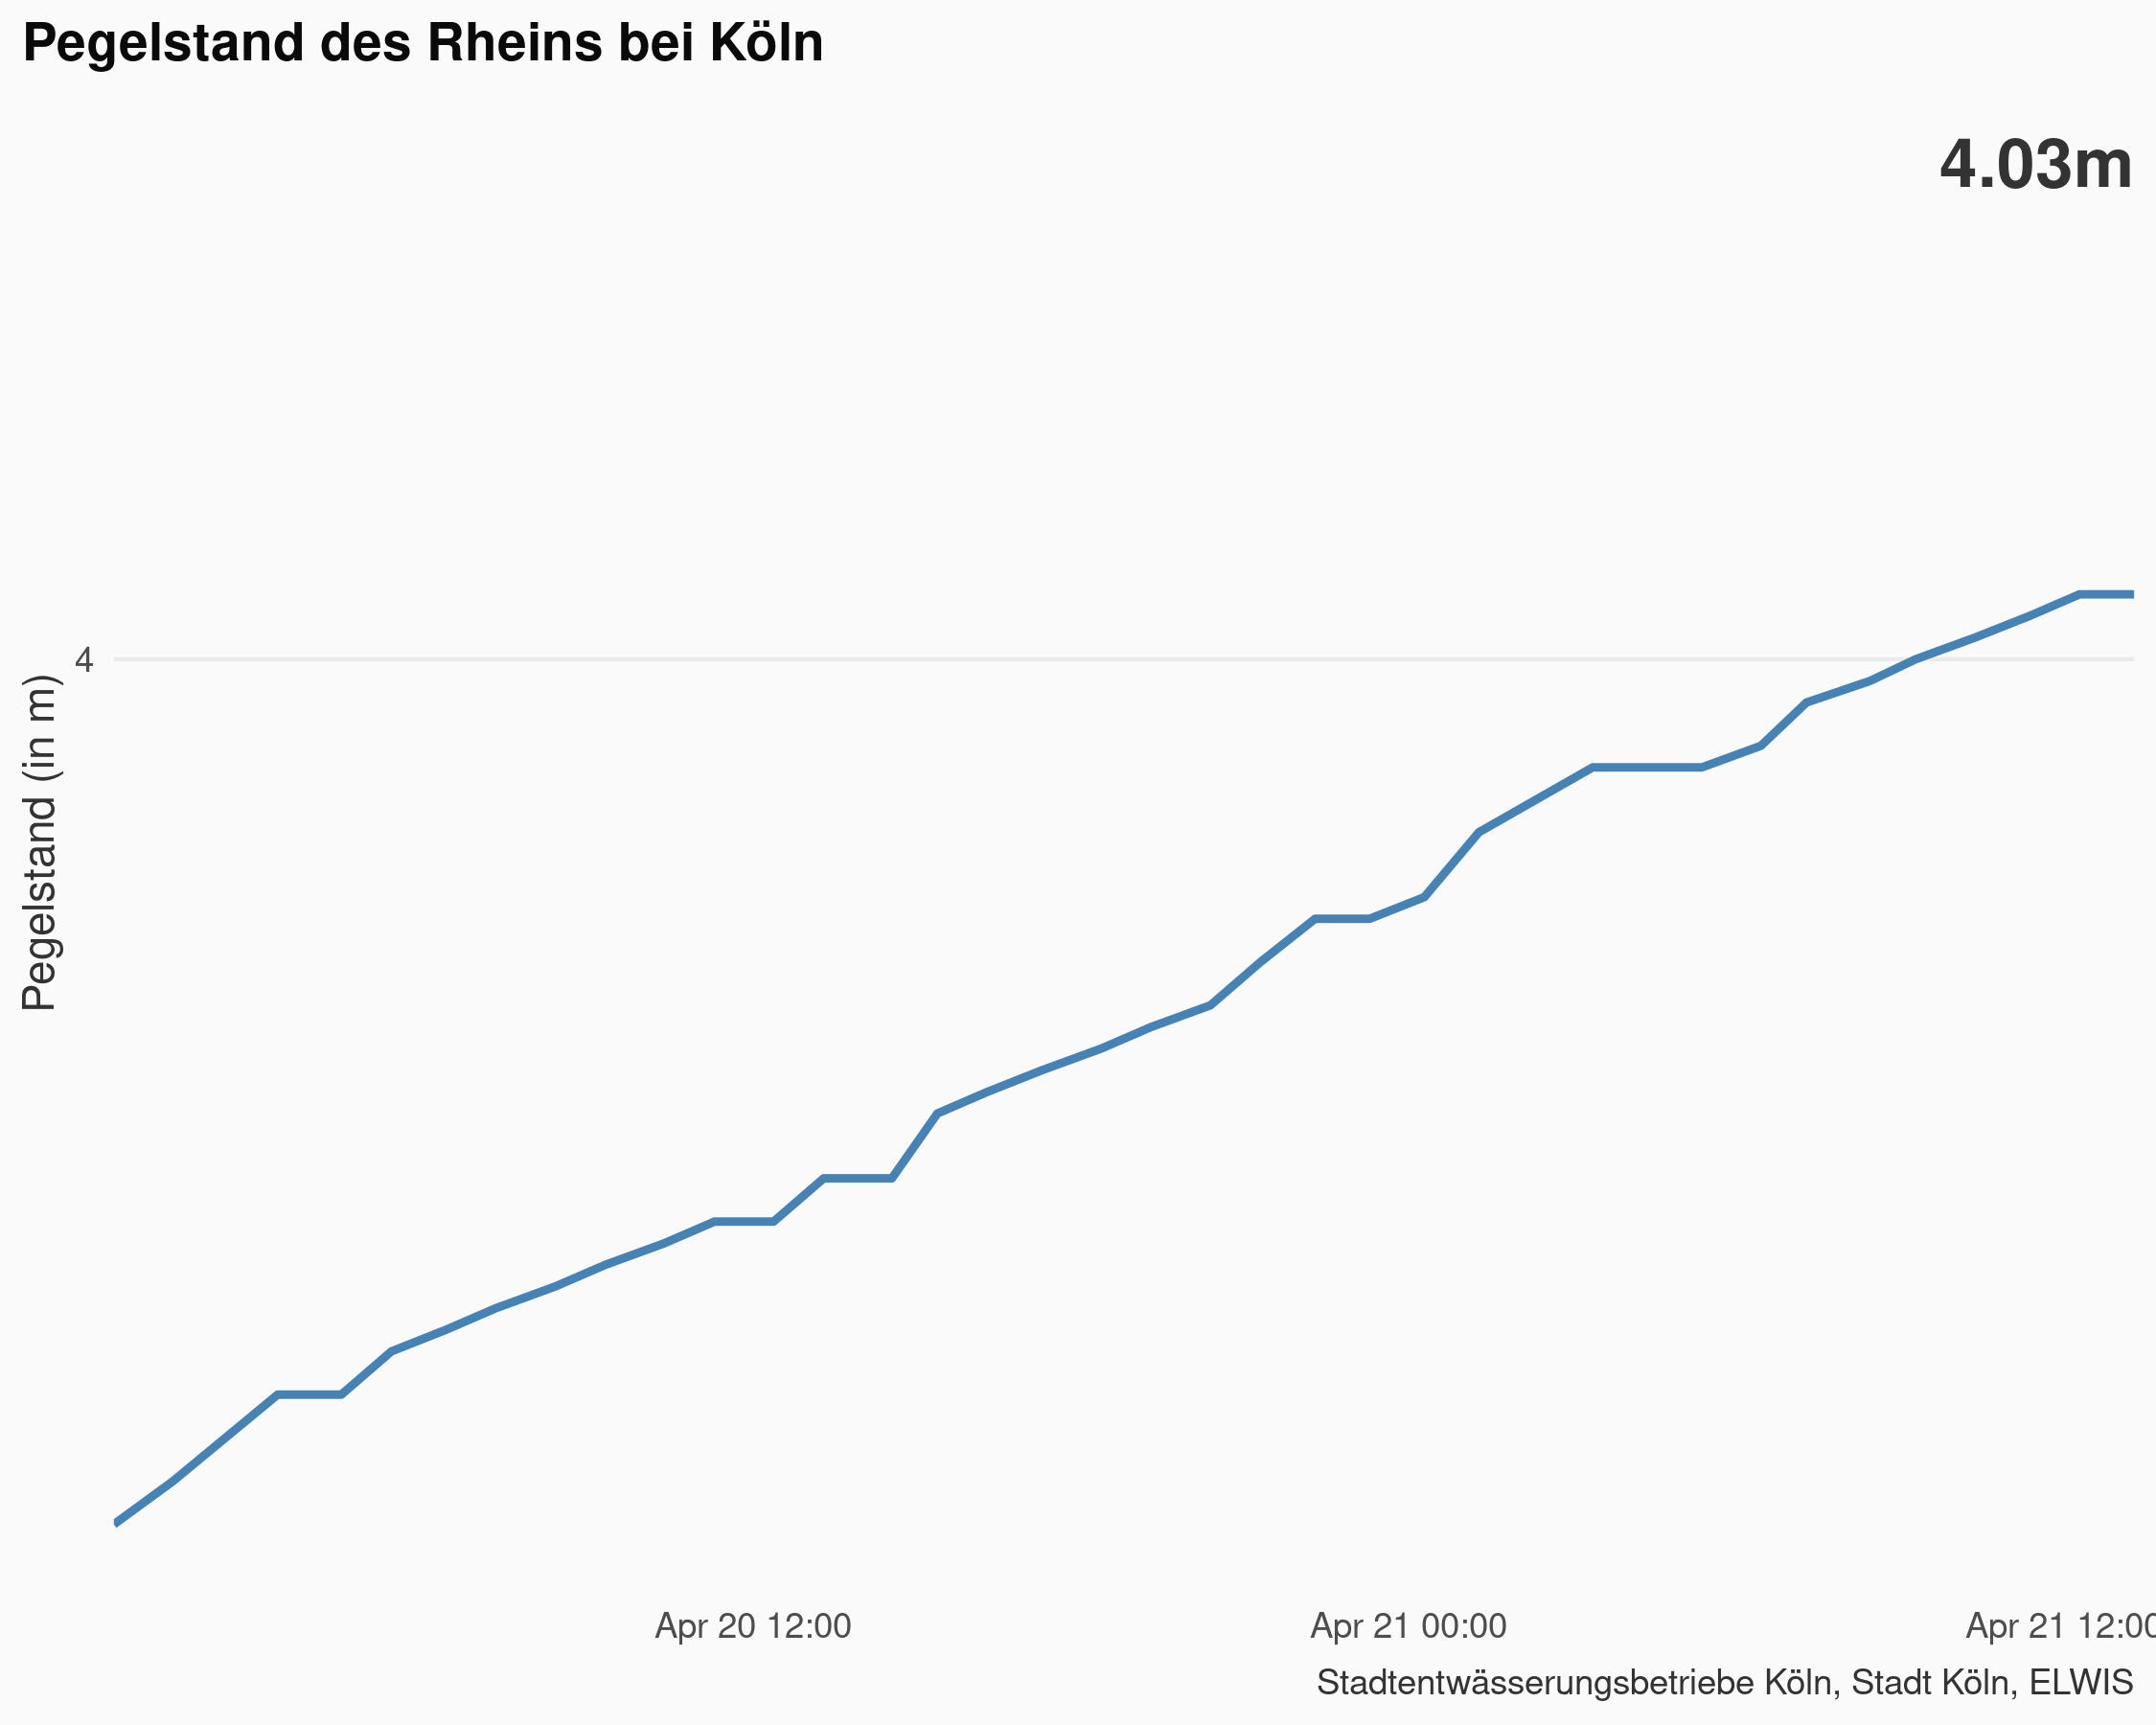 Pegelstand des Rheins bei Köln
4.03m
4
Pegelstand (in m)
Apr 20 12:00
Apr 21 00:00
Apr 21 12:00
Stadtentwässerungsbetriebe Köln, Stadt Köln, ELWIS